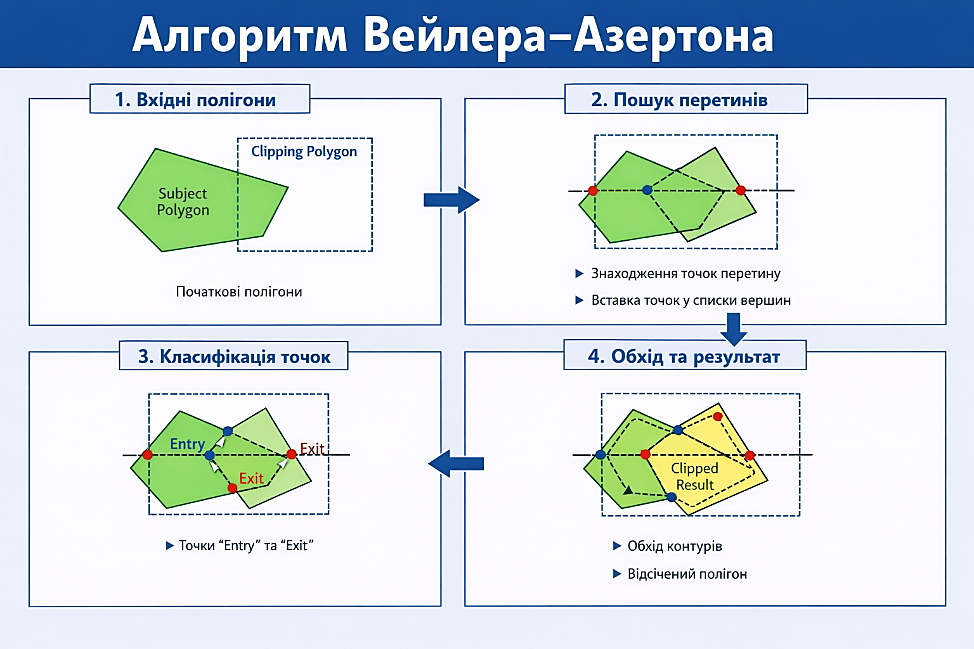 Алгоритм Вейлера–Азертона
1. Вхідні полігони
Clipping Polygon
Subject
Polygon
Початкові полігони
2. Пошук перетинів
► Знаходження точок перетину
► Вставка точок у списки вершин
3. Класифікація точок
Entry
Exit
Exit
► Точки “Entry” та “Exit”
4. Обхід та результат
Clipped
Result
► Обхід контурів
► Відсічений полігон